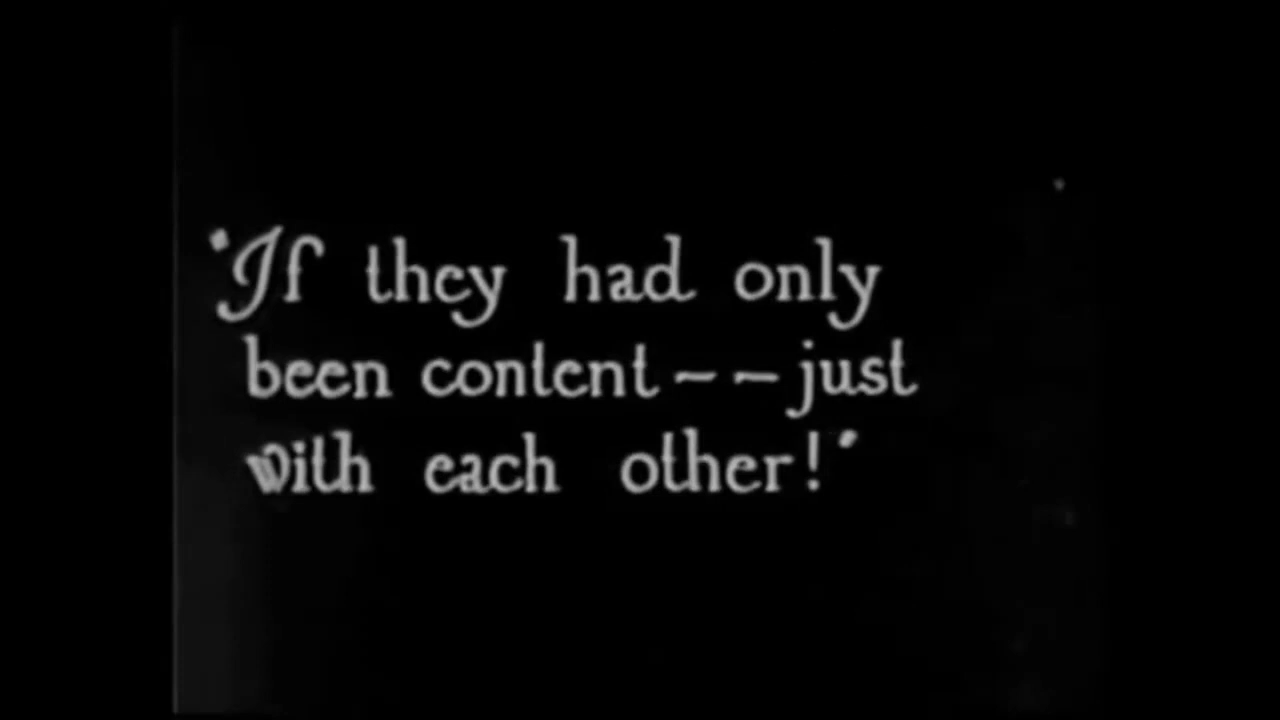 "If they had only
been content--just
with each other!"